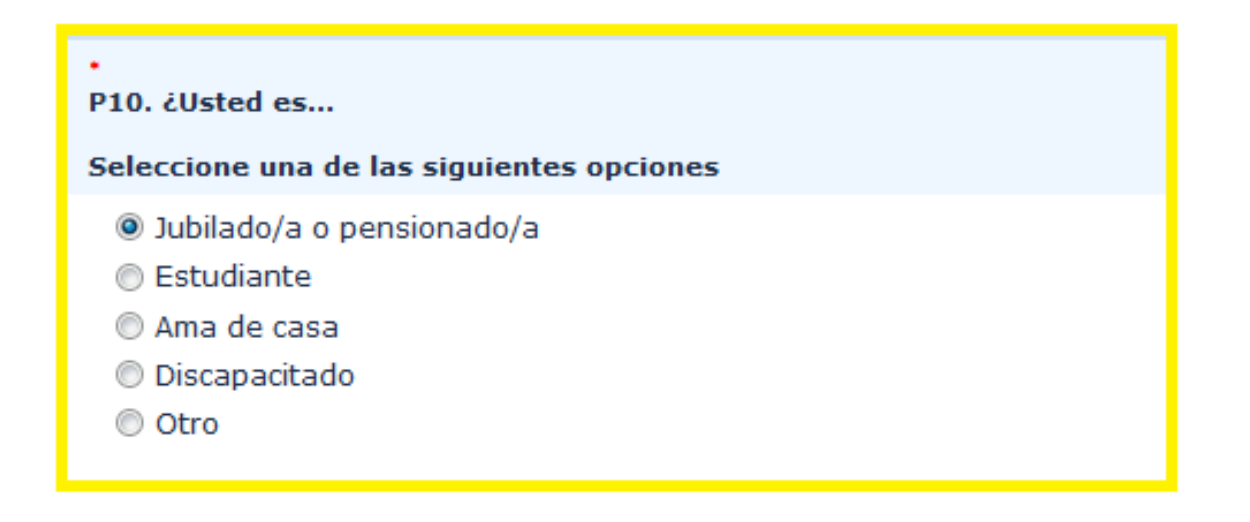 *
P10. ¿Usted es...
Seleccione una de las siguientes opciones
Jubilado/a o pensionado/a
Estudiante
Ama de casa
Discapacitado
Otro